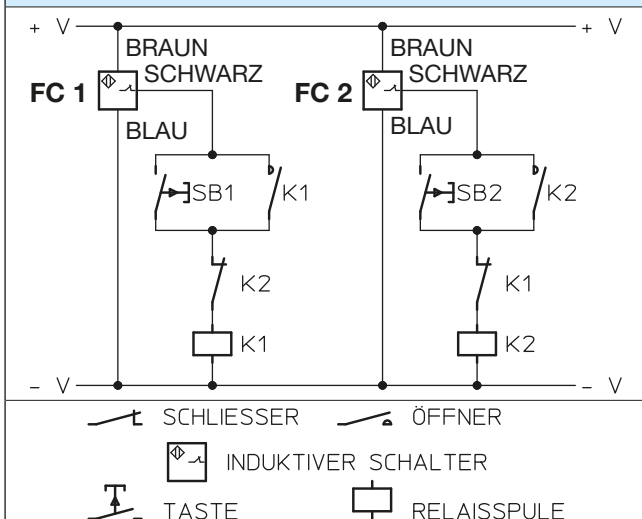 + V + V
BRAUN BRAUN
SCHWARZ SCHWARZ
FC 1 FC 2
BLAU BLAU
SB1 K1 SB2 K2
K2 K1
K1 K2
– V – V
SCHLIESSER ÖFFNER
INDUKTIVER SCHALTER
TASTE RELAISSPULE